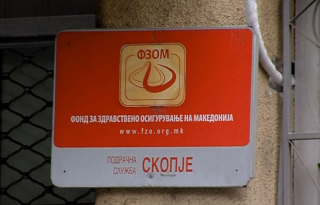 ФЗОМ
ФОНД ЗА ЗДРАВСТВЕНО ОСИГУРУВАЊЕ НА МАКЕДОНИЈА
www.fzo.org.mk
ПОДРАЧНА СЛУЖБА
СКОПЈЕ